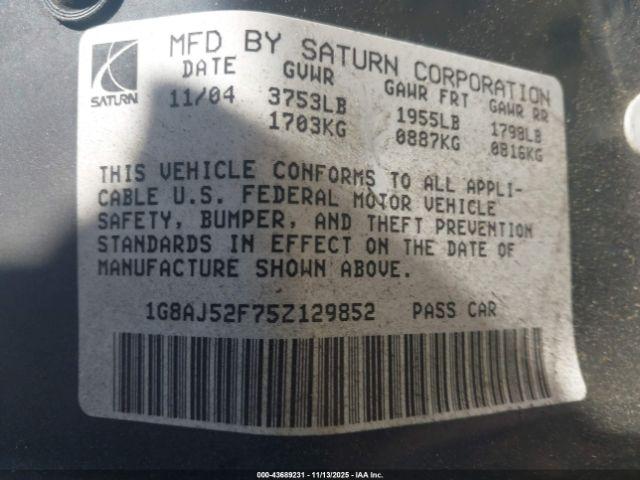 SATURN
MFD BY SATURN CORPORATION
DATE GVWR GAWR FRT GAWR RR
11/04 3753LB 1955LB 1798LB
1703KG 0887KG 0816KG
THIS VEHICLE CONFORMS TO ALL APPLI-
CABLE U.S. FEDERAL MOTOR VEHICLE
SAFETY, BUMPER, AND THEFT PREVENTION
STANDARDS IN EFFECT ON THE DATE OF
MANUFACTURE SHOWN ABOVE.
1G8AJ52F75Z129852 PASS CAR
000-43689231 - 11/13/2025 - IAA Inc.